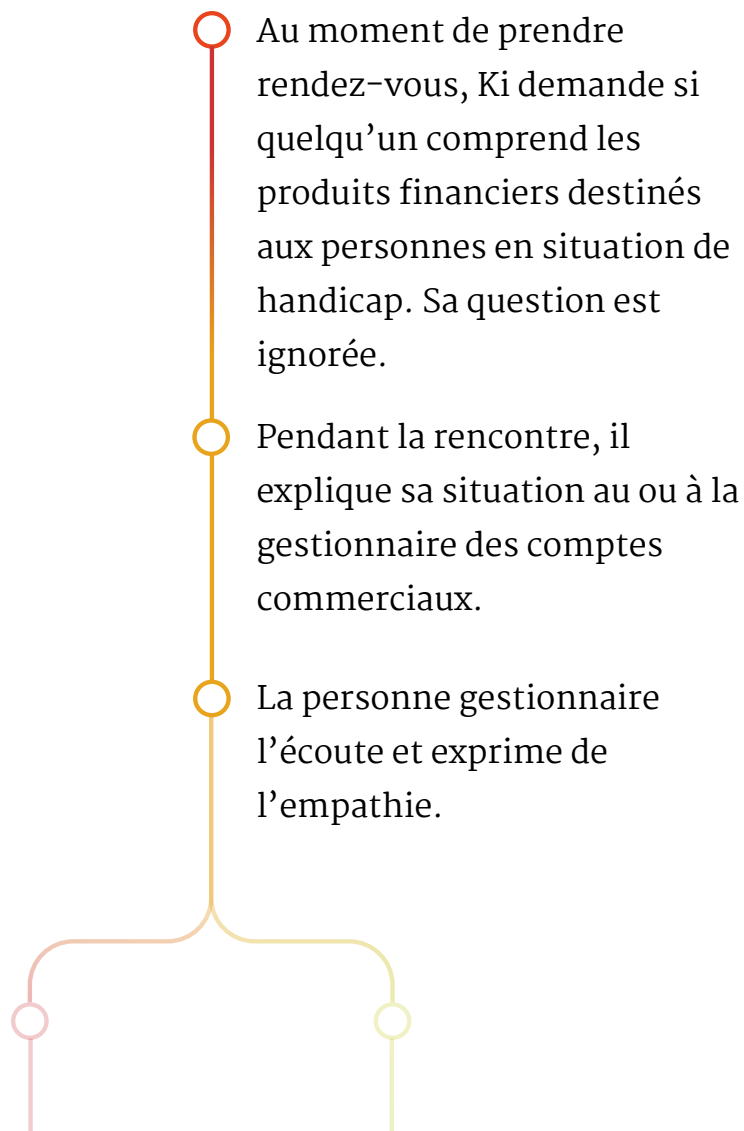 Au moment de prendre
rendez-vous, Ki demande si
quelqu’un comprend les
produits financiers destinés
aux personnes en situation de
handicap. Sa question est
ignorée.
Pendant la rencontre, il
explique sa situation au ou à la
gestionnaire des comptes
commerciaux.
La personne gestionnaire
l’écoute et exprime de
l’empathie.